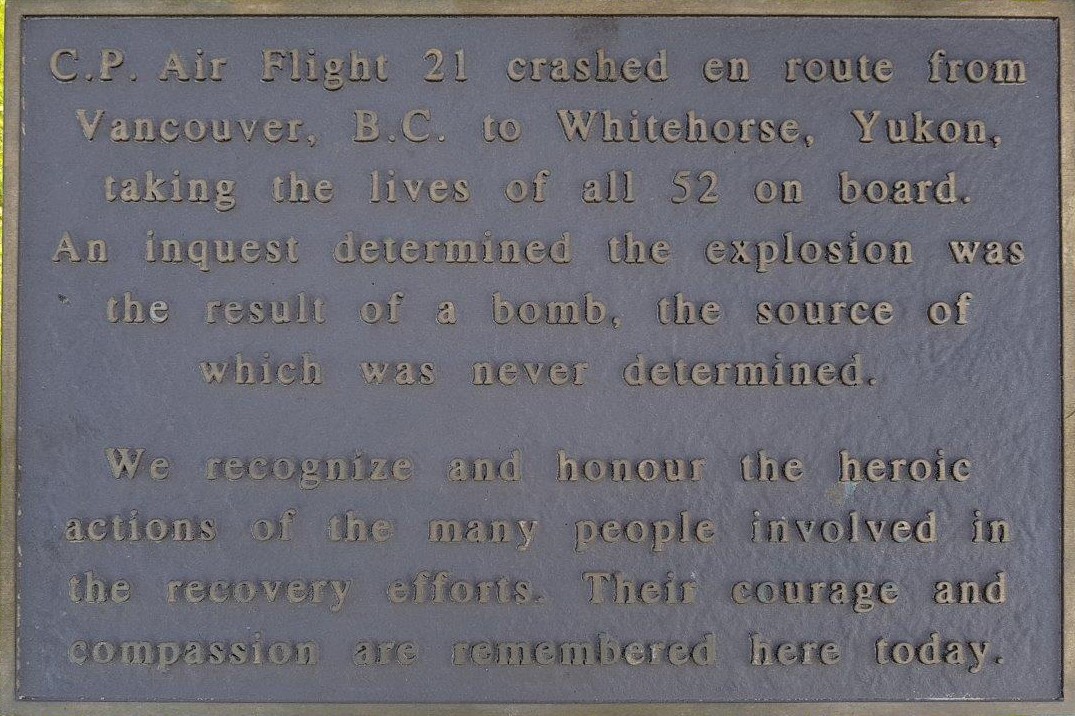 C.P. Air Flight 21 crashed en route from
Vancouver, B.C. to Whitehorse, Yukon,
taking the lives of all 52 on board.
An inquest determined the explosion was
the result of a bomb, the source of
which was never determined.
We recognize and honour the heroic
actions of the many people involved in
the recovery efforts. Their courage and
compassion are remembered here today.